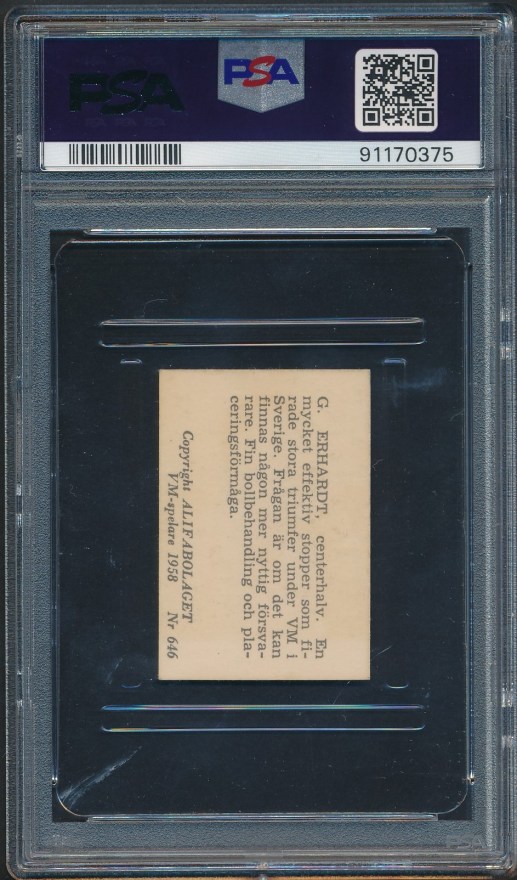 PSA
PSA
91170375
G. ERHARDT, centerhalv. En
mycket effektiv stopper som fi-
rade stora triumfer under VM i
Sverige. Frågan är om det kan
finnas någon mer nyttig försva-
rare. Fin bollbehandling och pla-
ceringsförmåga.
Copyright ALIFABOLAGET
VM-spelare 1958 Nr 646